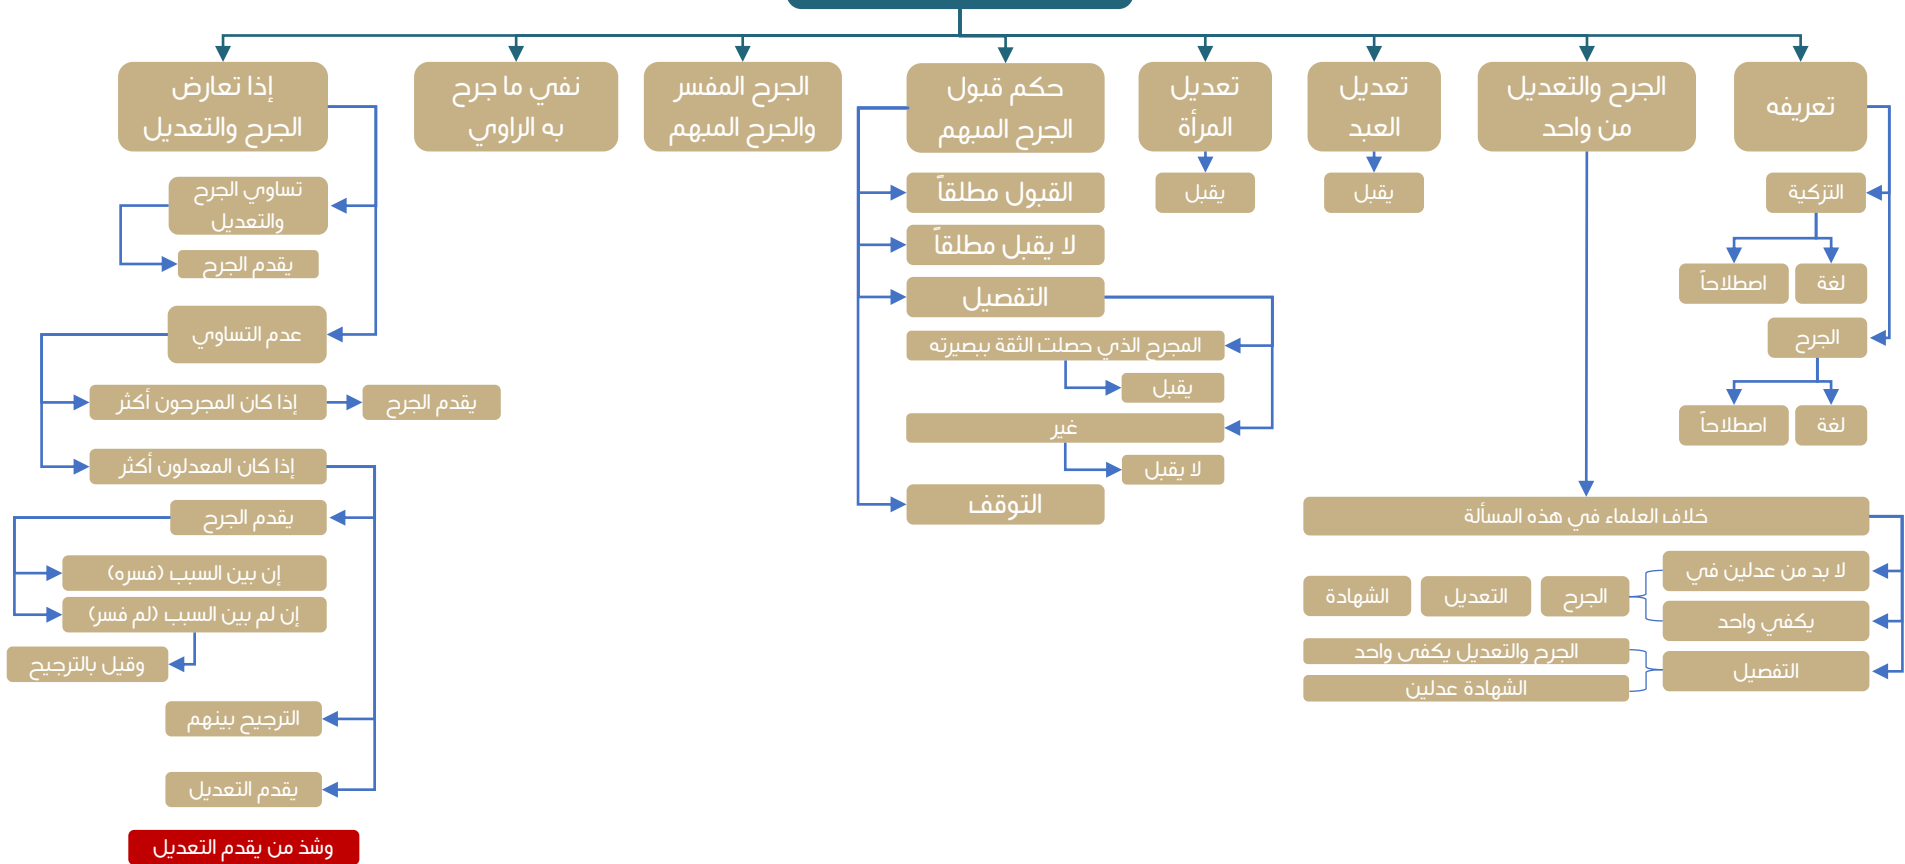 تعريفه
التزكية
لغة
اصطلاحاً
الجرح
لغة
اصطلاحاً
الجرح والتعديل
من واحد
خلاف العلماء في هذه المسألة
لا بد من عدلين في
يكفي واحد
الجرح
التعديل
الشهادة
التفصيل
الجرح والتعديل يكفي واحد
الشهادة عدلين
تعديل
العبد
يقبل
تعديل
المرأة
يقبل
حكم قبول
الجرح المبهم
القبول مطلقاً
لا يقبل مطلقاً
التفصيل
المجرح الذي حصلت الثقة ببصيرته
يقبل
غير
لا يقبل
التوقف
الجرح المفسر
والجرح المبهم
نفي ما جرح
به الراوي
إذا تعارض
الجرح والتعديل
تساوي الجرح
والتعديل
يقدم الجرح
عدم التساوي
إذا كان المجرحون أكثر
يقدم الجرح
إذا كان المعدلون أكثر
يقدم الجرح
إن بين السبب (فسره)
إن لم بين السبب (لم فسر)
وقيل بالترجيح
الترجيح بينهم
يقدم التعديل
وشذ من يقدم التعديل